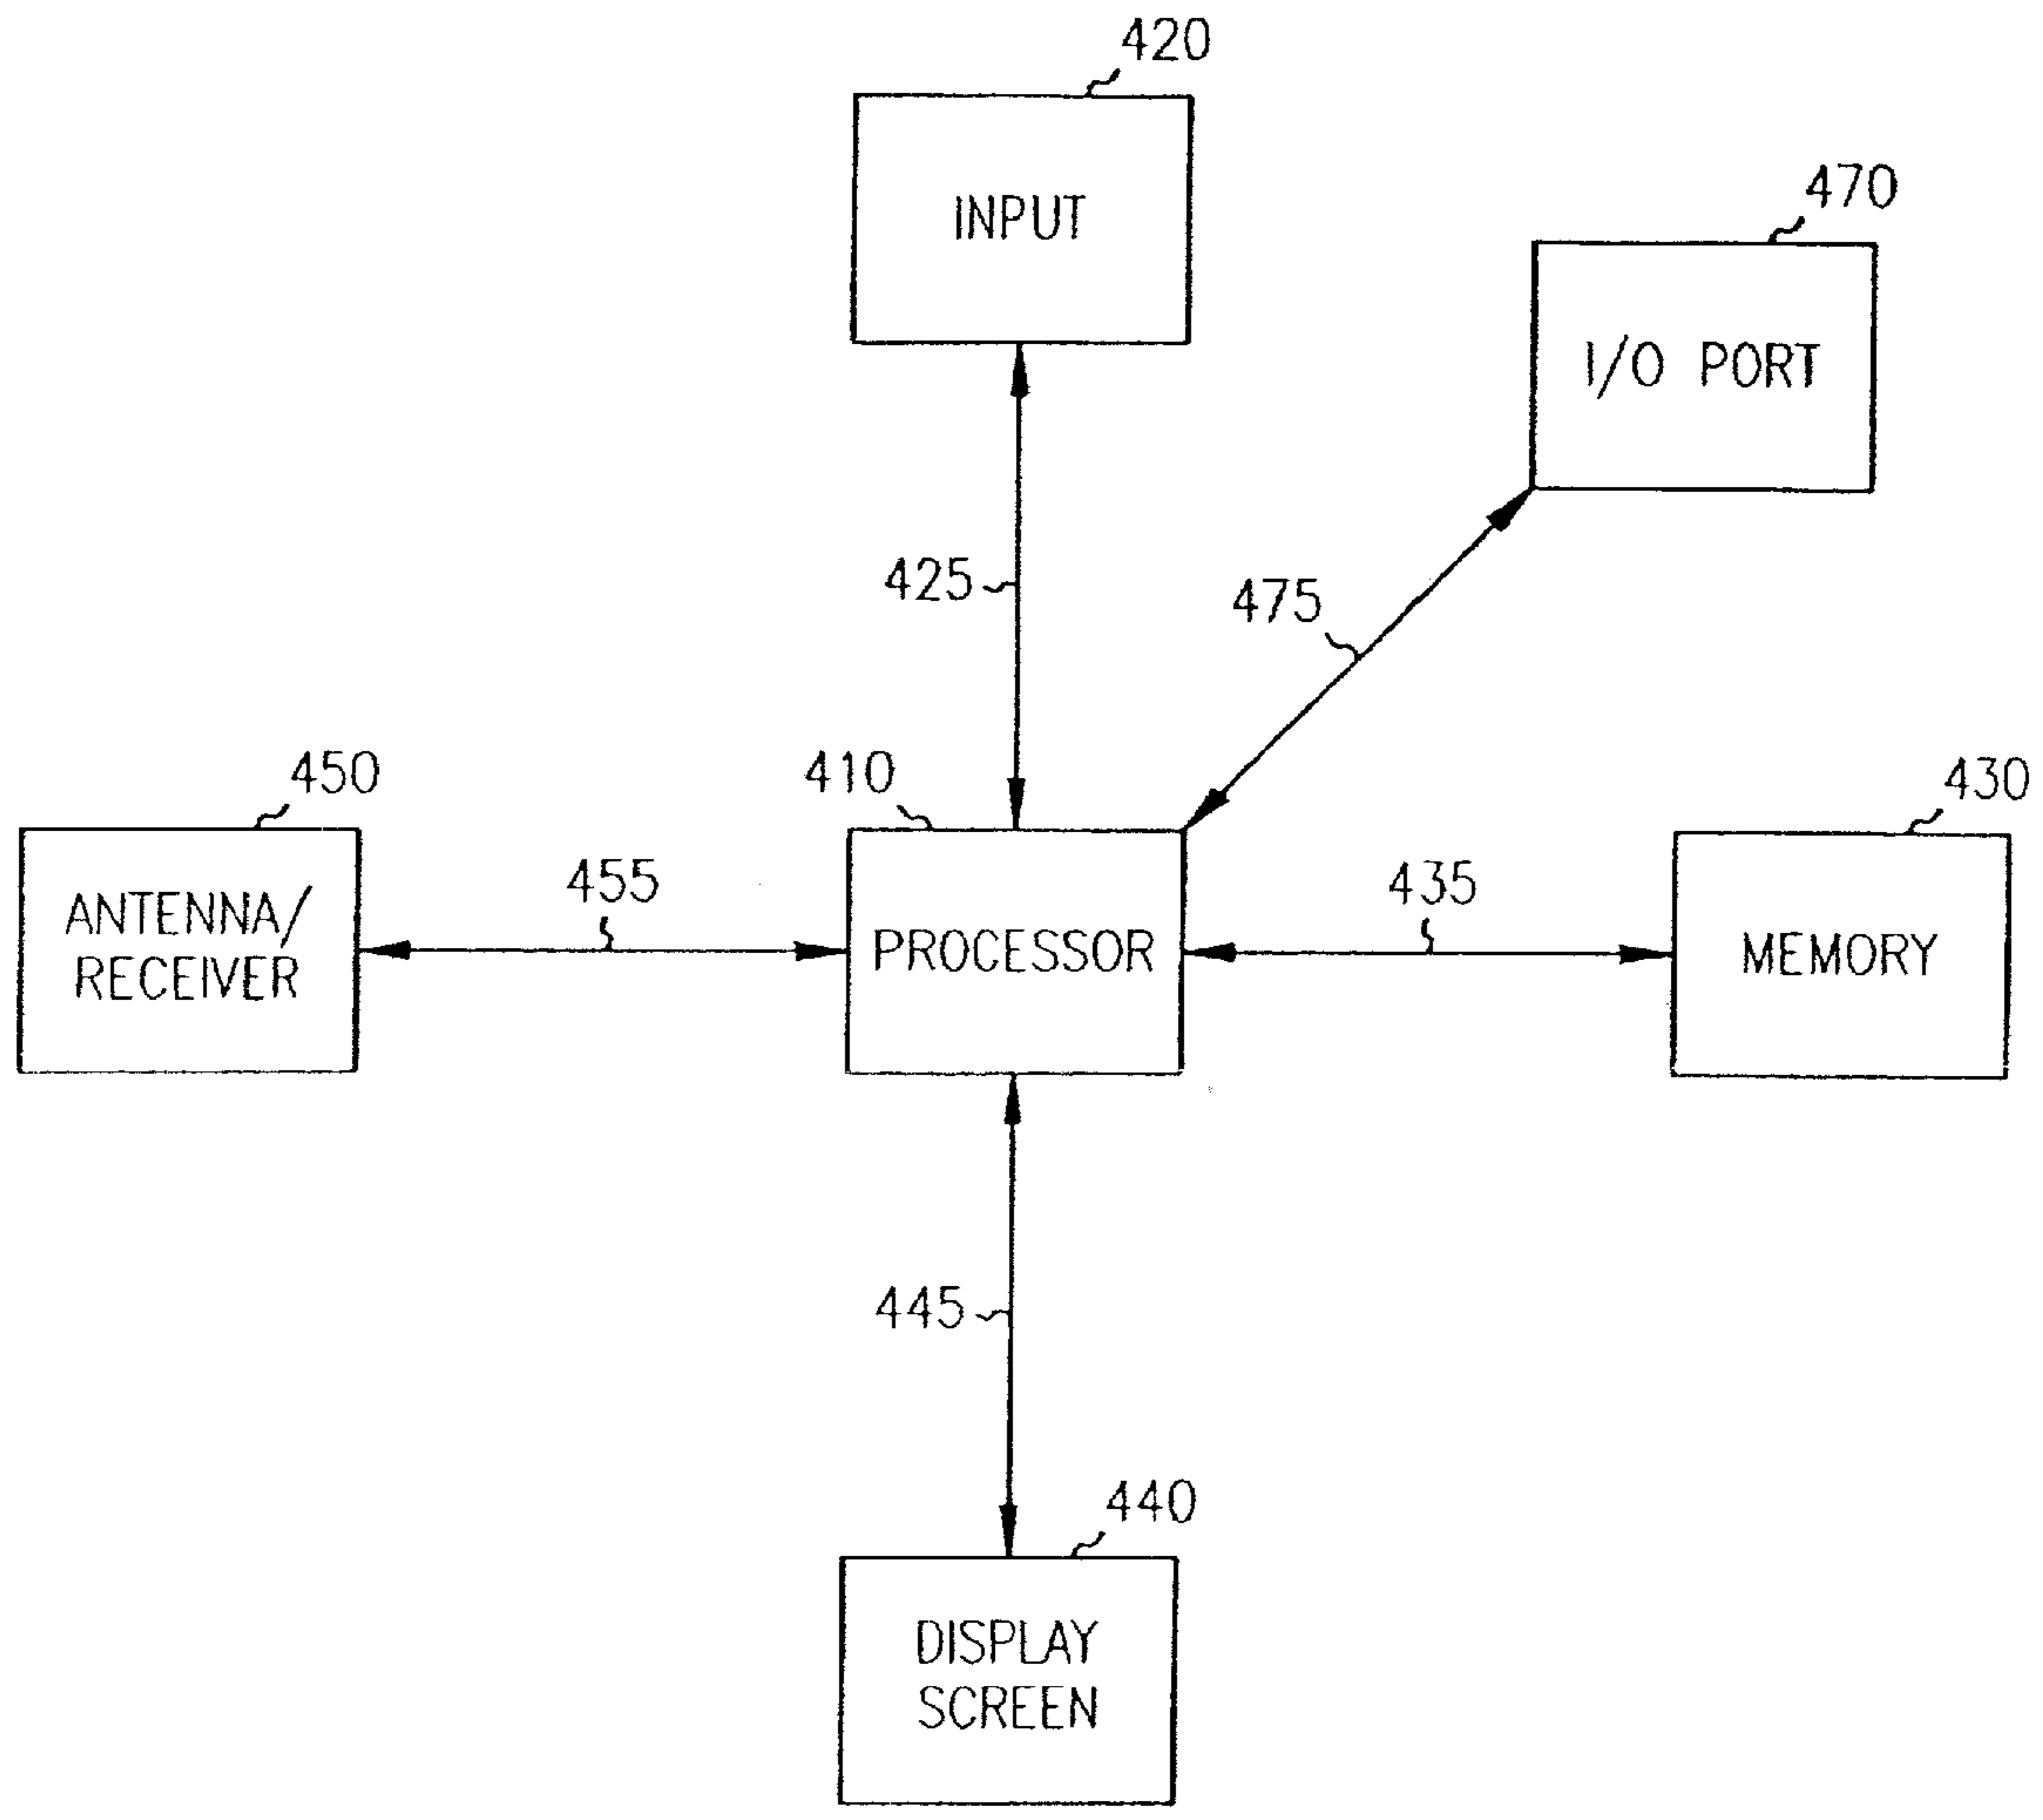 420
INPUT
470
I/O PORT
425
475
450
410
430
ANTENNA/
RECEIVER
455
PROCESSOR
435
MEMORY
445
440
DISPLAY
SCREEN